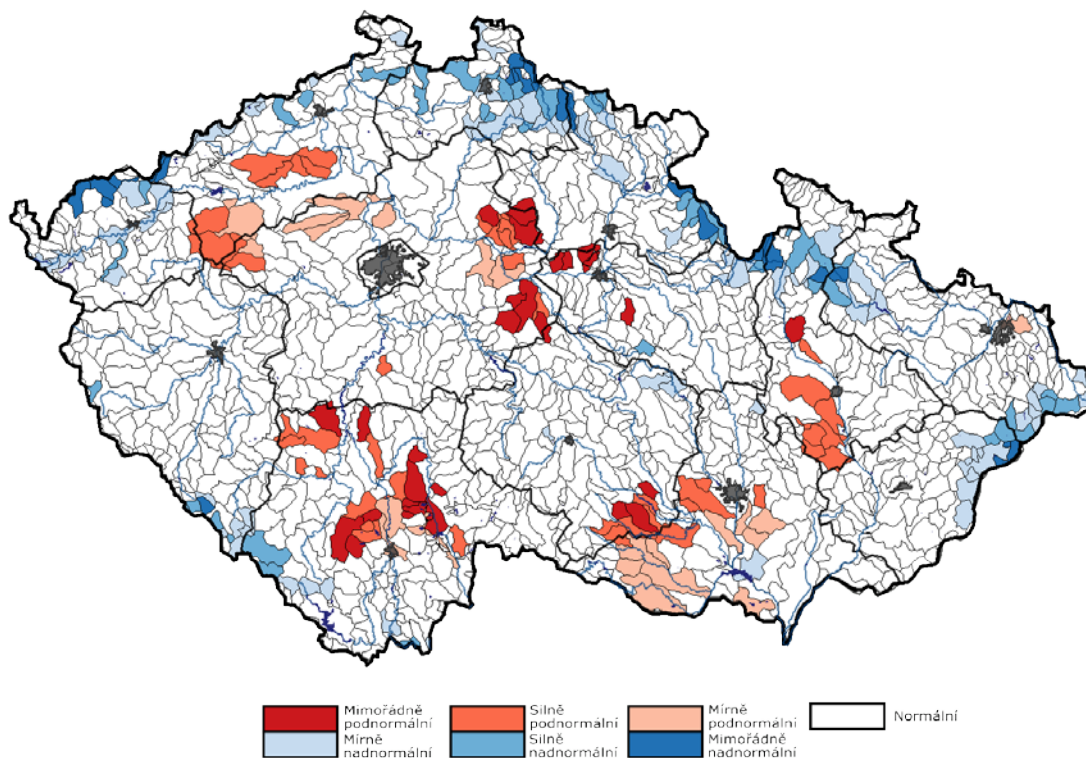 Mimořádně
podnormální
Silně
podnormální
Mírně
podnormální
Normální
Mírně
nadnormální
Silně
nadnormální
Mimořádně
nadnormální